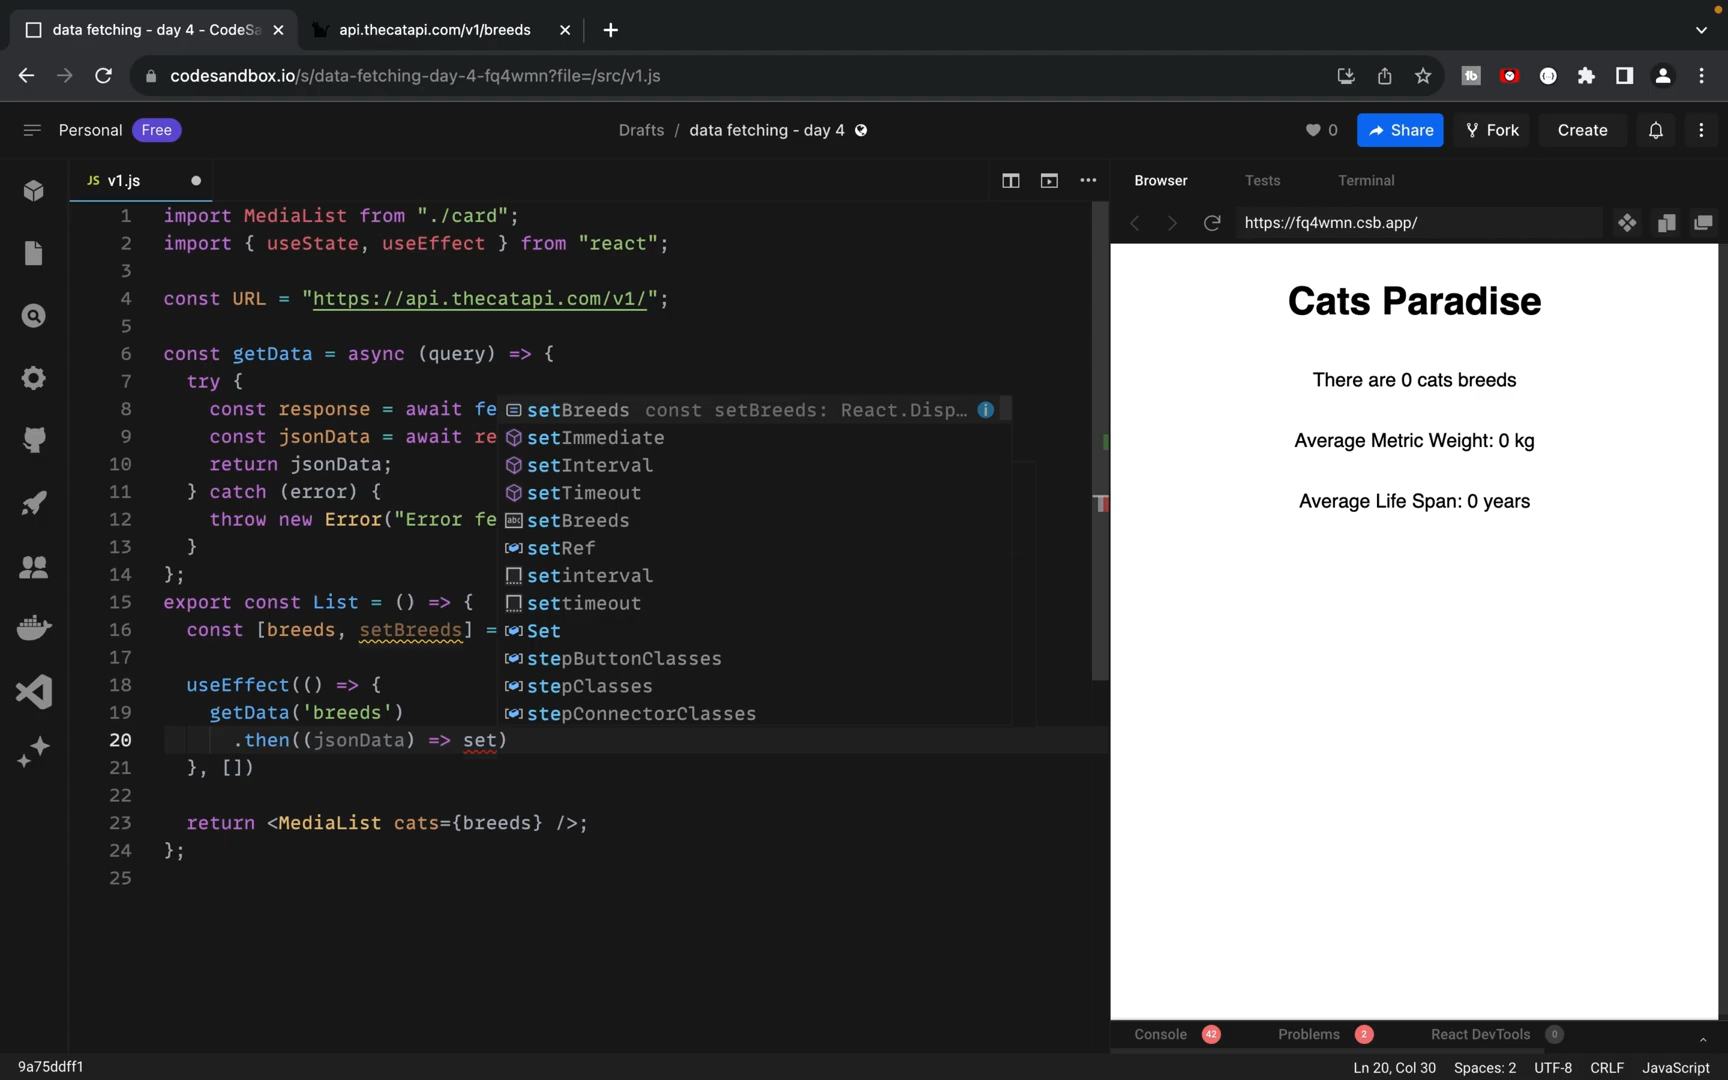 data fetching - day 4 - CodeSa
api.thecatapi.com/v1/breeds
codesandbox.io/s/data-fetching-day-4-fq4wmn?file=/src/v1.js
Personal Free
Drafts / data fetching - day 4
0 Share Fork Create
JS v1.js
Browser Tests Terminal
https://fq4wmn.csb.app/
1 import MediaList from "./card";
2 import { useState, useEffect } from "react";
3
4 const URL = "https://api.thecatapi.com/v1/";
5
6 const getData = async (query) => {
7 try {
8 const response = await fe
9 const jsonData = await re
10 return jsonData;
11 } catch (error) {
12 throw new Error("Error fe
13 }
14 };
15 export const List = () => {
16 const [breeds, setBreeds] =
17
18 useEffect(() => {
19 getData('breeds')
20 .then((jsonData) => set)
21 }, [])
22
23 return <MediaList cats={breeds} />;
24 };
25
setBreeds const setBreeds: React.Disp…
setImmediate
setInterval
setTimeout
abc setBreeds
setRef
setinterval
settimeout
Set
stepButtonClasses
stepClasses
stepConnectorClasses
Cats Paradise
There are 0 cats breeds
Average Metric Weight: 0 kg
Average Life Span: 0 years
Console 42 Problems 2 React DevTools 0
9a75ddff1
Ln 20, Col 30 Spaces: 2 UTF-8 CRLF JavaScript